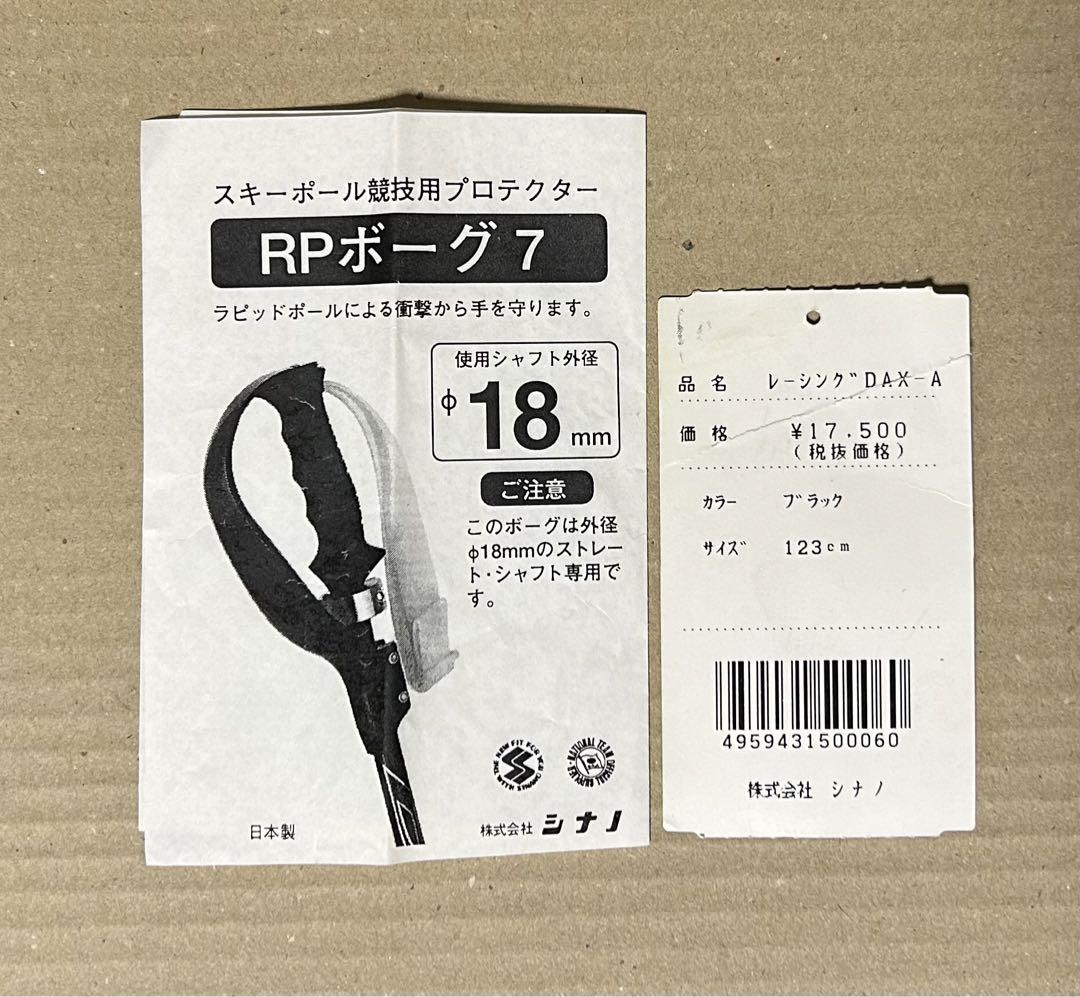 スキーポール競技用プロテクター
RPボーグ 7
ラピッドポールによる衝撃から手を守ります。
使用シャフト外径
φ18mm
ご注意
このボーグは外径
φ18mmのストレー
ト・シャフト専用で
す。
日本製
株式会社 シナノ
品名 レーシングDAX-A
価格 ¥17,500
(税抜価格)
カラー ブラック
サイズ 123cm
4959431500060
株式会社 シナノ